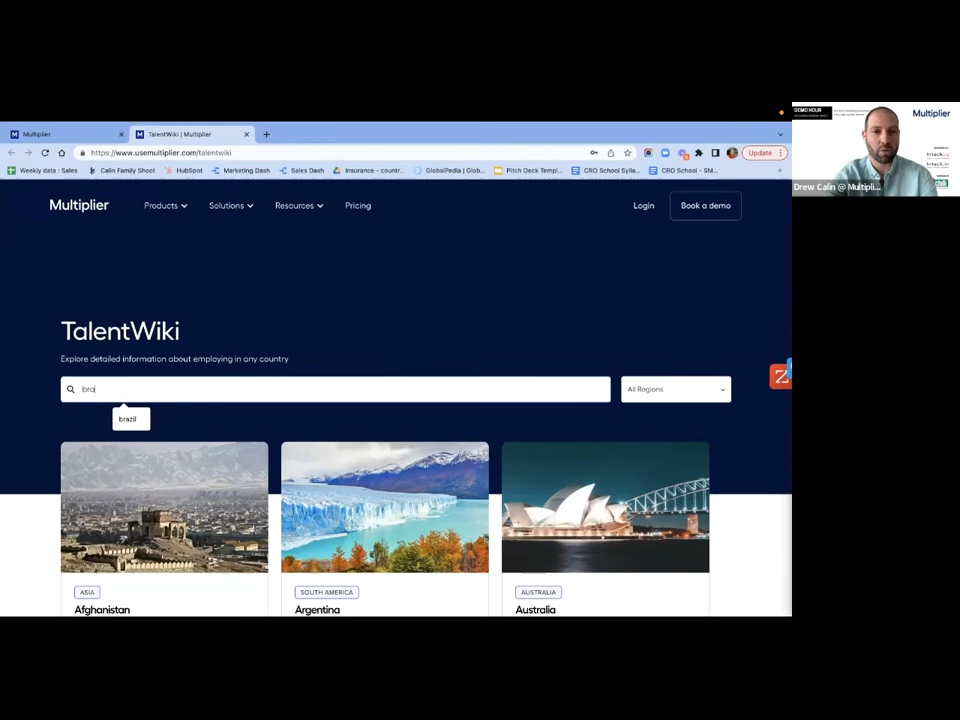 Multiplier
TalentWiki | Multiplier
https://www.usemultiplier.com/talentwiki
Update
Weekly data : Sales
Calin Family Shoot
HubSpot
Marketing Dash
Sales Dash
Insurance - countr...
GlobalPedia | Glob...
Pitch Deck Templ...
CRO School Sylla...
CRO School - SM...
Multiplier
Products
Solutions
Resources
Pricing
Login
Book a demo
TalentWiki
Explore detailed information about employing in any country
bra
All Regions
brazil
Z
ASIA
Afghanistan
SOUTH AMERICA
Argentina
AUSTRALIA
Australia
DEMO HOUR
Multiplier
Drew Calin @ Multipli...